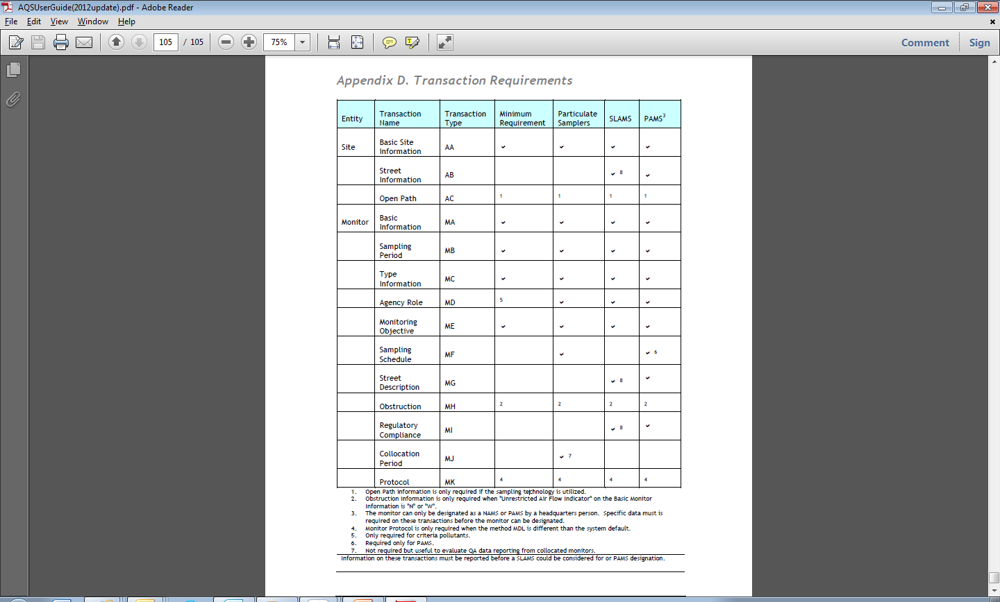 AQSUserGuide(2012update).pdf - Adobe Reader
File Edit View Window Help
105 / 105 75% Comment Sign
Appendix D. Transaction Requirements
Entity Transaction Name Transaction Type Minimum Requirement Particulate Samplers SLAMS PAMS3
Site Basic Site Information AA ✔ ✔ ✔ ✔
Street Information AB ✔ 8 ✔
Open Path AC 1 1 1 1
Monitor Basic Information MA ✔ ✔ ✔ ✔
Sampling Period MB ✔ ✔ ✔ ✔
Type Information MC ✔ ✔ ✔ ✔
Agency Role MD 5 ✔ ✔ ✔
Monitoring Objective ME ✔ ✔ ✔ ✔
Sampling Schedule MF ✔ ✔ 6
Street Description MG ✔ 8 ✔
Obstruction MH 2 2 2 2
Regulatory Compliance MI ✔ 8 ✔
Collocation Period MJ ✔ 7
Protocol MK 4 4 4 4
1. Open Path information is only required if the sampling technology is utilized.
2. Obstruction Information is only required when "Unrestricted Air Flow Indicator" on the Basic Monitor
Information is "N" or "W".
3. The monitor can only be designated as a NAMS or PAMS by a headquarters person. Specific data must is
required on these transactions before the monitor can be designated.
4. Monitor Protocol is only required when the method MDL is different than the system default.
5. Only required for criteria pollutants.
6. Required only for PAMS.
7. Not required but useful to evaluate QA data reporting from collocated monitors.
Information on these transactions must be reported before a SLAMS could be considered for or PAMS designation.